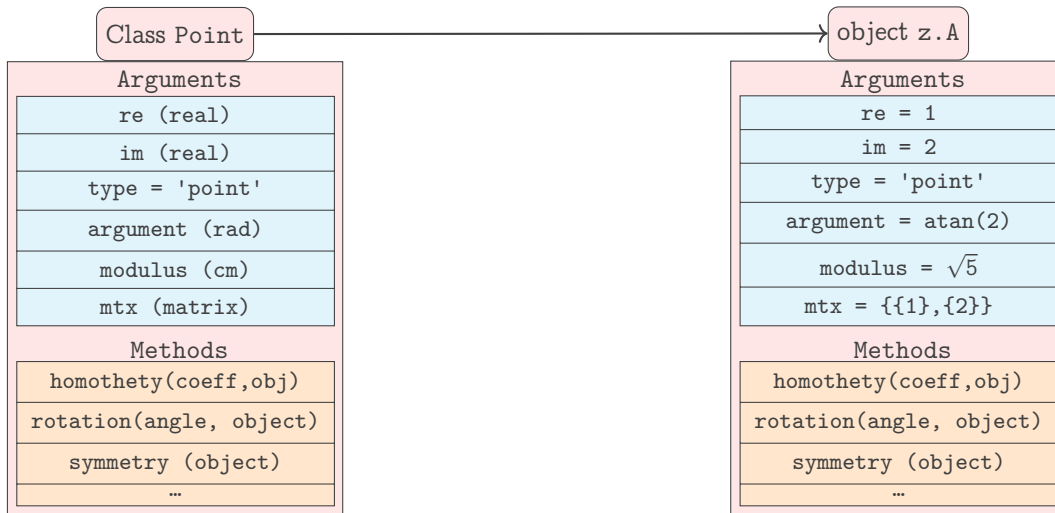 Class Point
object z.A
Arguments
re (real)
im (real)
type = 'point'
argument (rad)
modulus (cm)
mtx (matrix)
Methods
homothety(coeff,obj)
rotation(angle, object)
symmetry (object)
…
Arguments
re = 1
im = 2
type = 'point'
argument = atan(2)
modulus = √5
mtx = {{1},{2}}
Methods
homothety(coeff,obj)
rotation(angle, object)
symmetry (object)
…